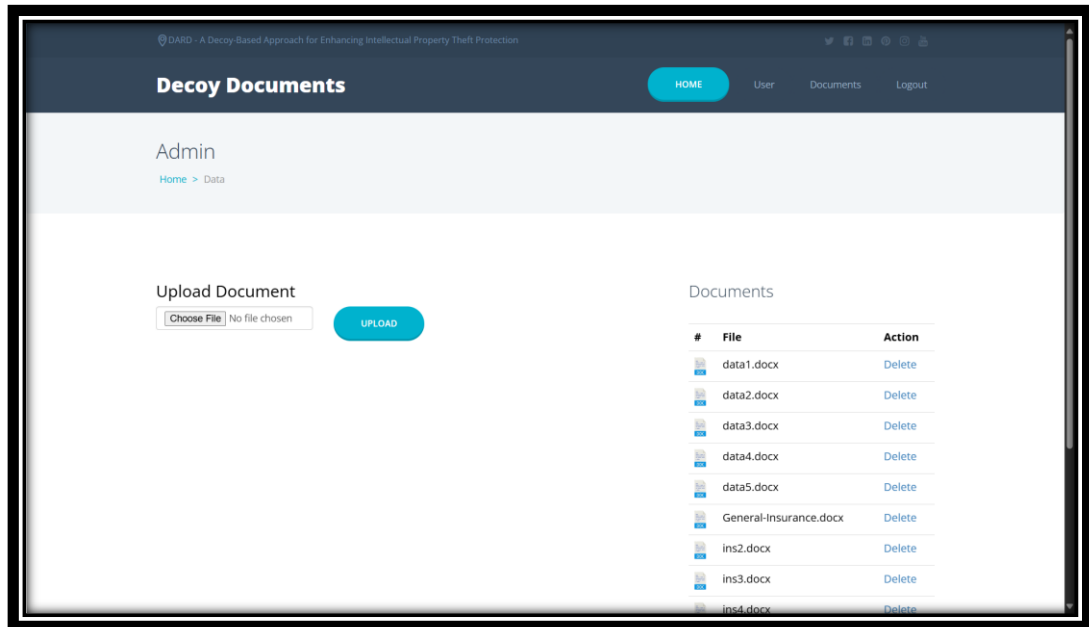 DARD - A Decoy-Based Approach for Enhancing Intellectual Property Theft Protection
Decoy Documents
HOME User Documents Logout
Admin
Home > Data
Upload Document
Choose File No file chosen
UPLOAD
Documents
# File Action
data1.docx Delete
data2.docx Delete
data3.docx Delete
data4.docx Delete
data5.docx Delete
General-Insurance.docx Delete
ins2.docx Delete
ins3.docx Delete
ins4.docx Delete